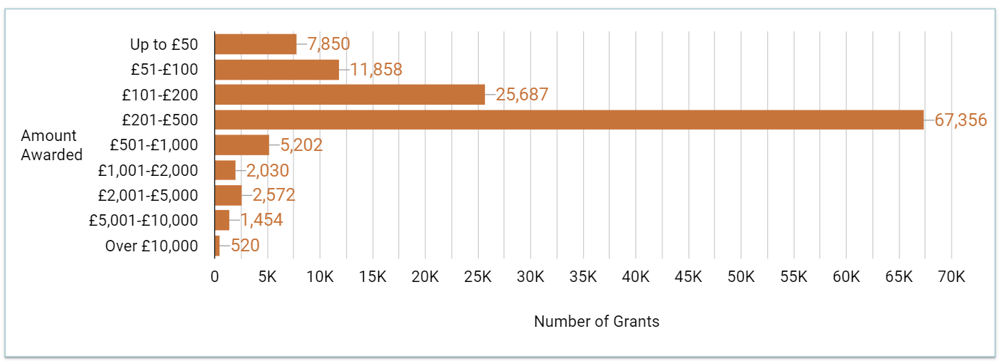 Amount
Awarded
Up to £50
7,850
£51-£100
11,858
£101-£200
25,687
£201-£500
67,356
£501-£1,000
5,202
£1,001-£2,000
2,030
£2,001-£5,000
2,572
£5,001-£10,000
1,454
Over £10,000
520
0 5K 10K 15K 20K 25K 30K 35K 40K 45K 50K 55K 60K 65K 70K
Number of Grants